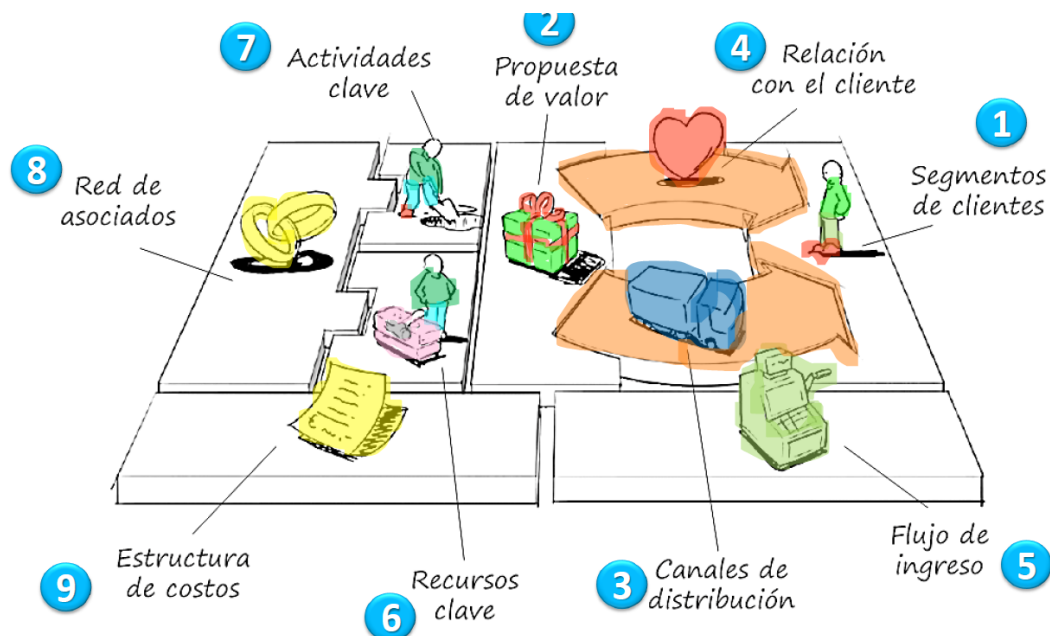 7
Actividades
clave
2
Propuesta
de valor
4
Relación
con el cliente
1
Segmentos
de clientes
8
Red de
asociados
9
Estructura
de costos
6
Recursos
clave
3
Canales de
distribución
Flujo de
ingreso
5